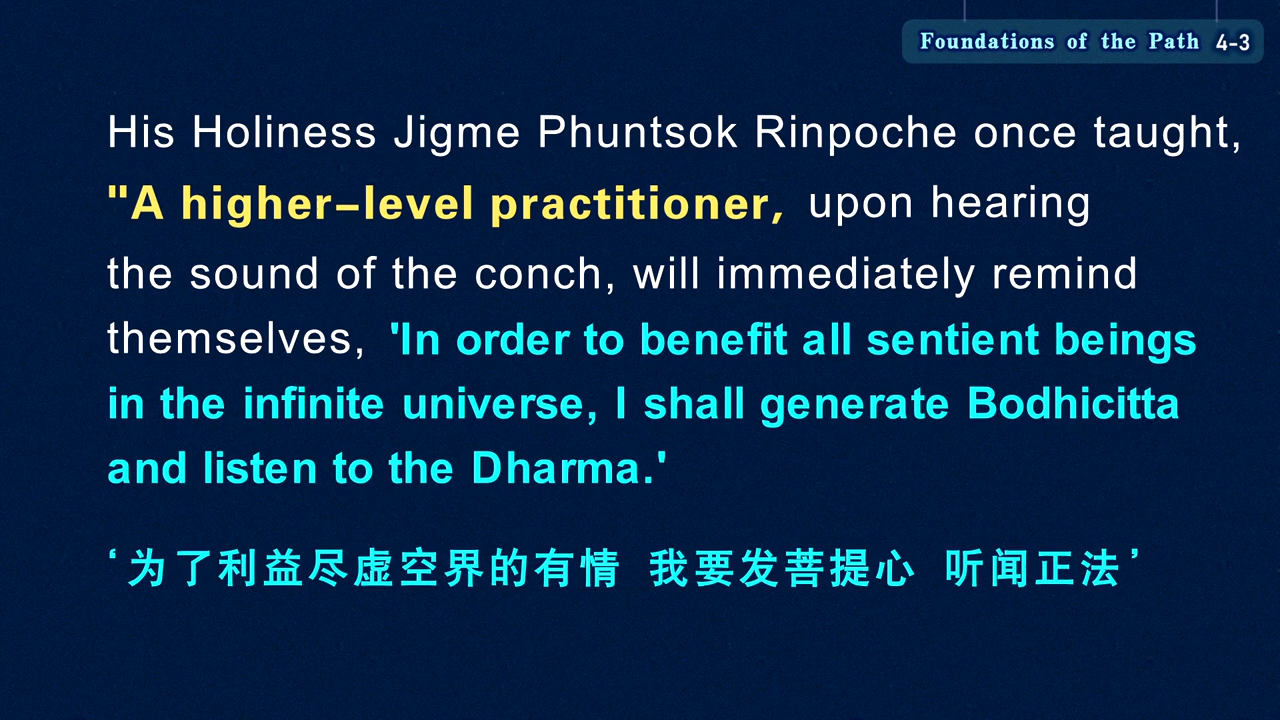 Foundations of the Path 4-3
His Holiness Jigme Phuntsok Rinpoche once taught,
"A higher-level practitioner, upon hearing
the sound of the conch, will immediately remind
themselves, 'In order to benefit all sentient beings
in the infinite universe, I shall generate Bodhicitta
and listen to the Dharma.'
‘为了利益尽虚空界的有情 我要发菩提心 听闻正法’